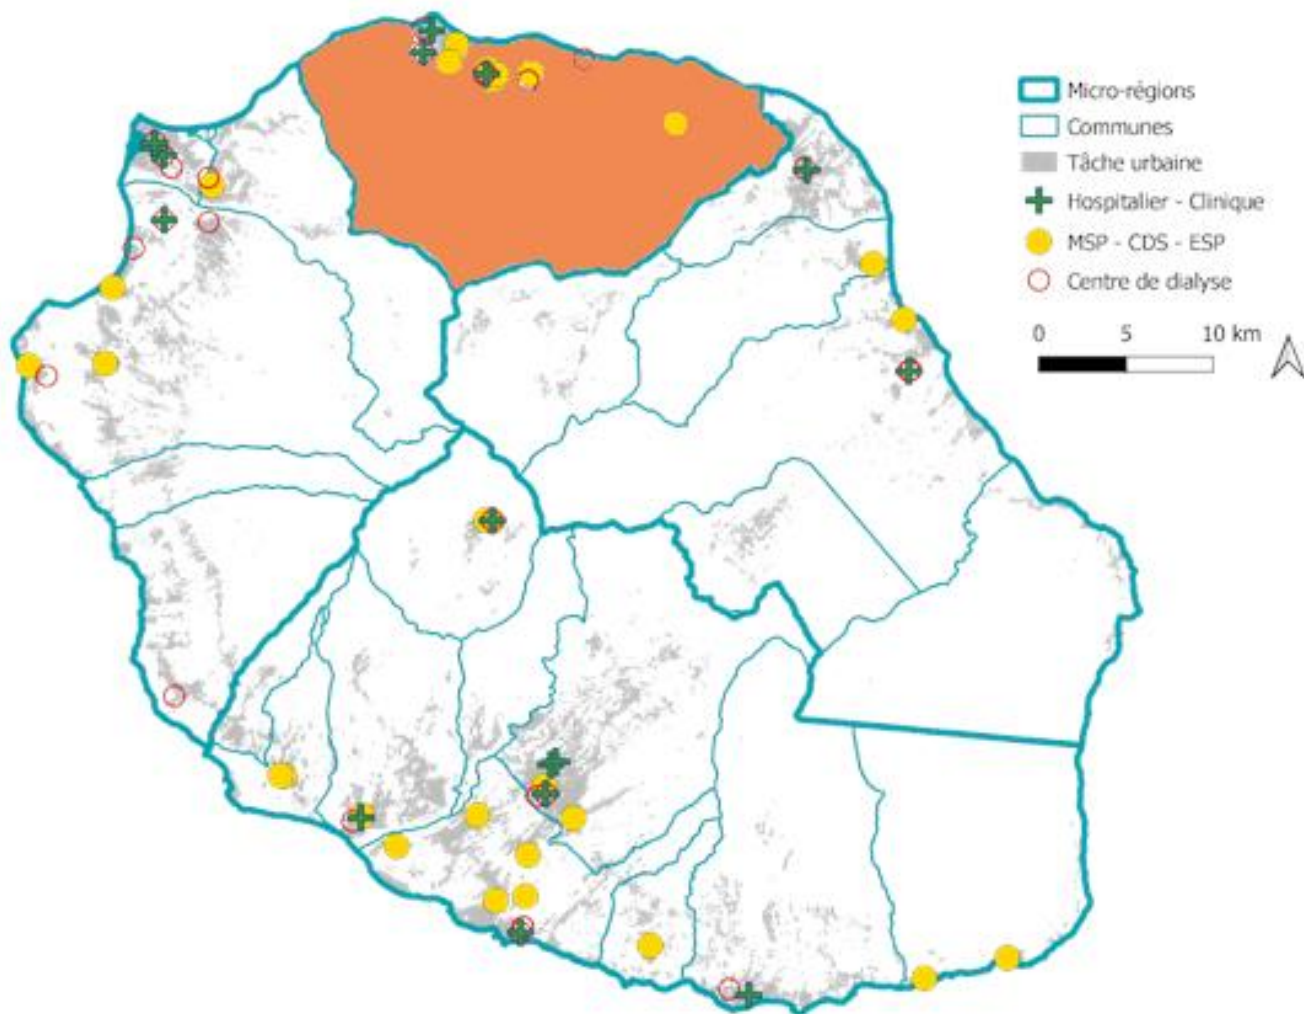 Micro-régions
Communes
Tâche urbaine
Hospitalier - Clinique
MSP - CDS - ESP
Centre de dialyse
0 5 10 km